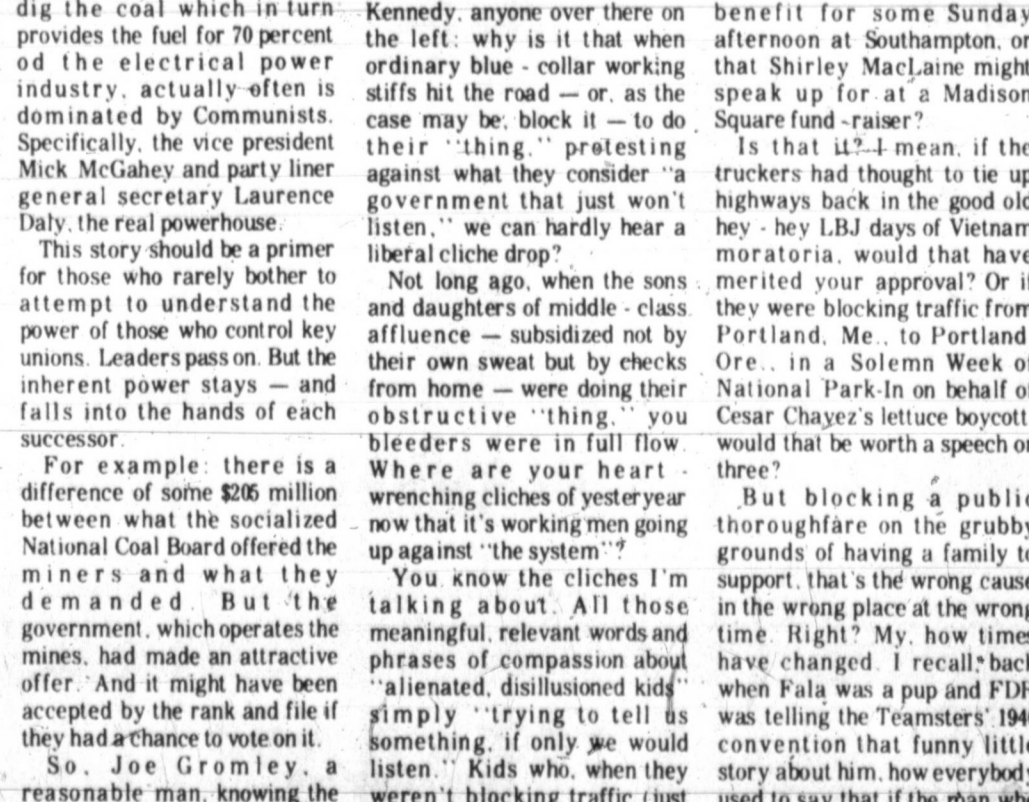 dig the coal which in turn
provides the fuel for 70 percent
od the electrical power
industry, actually often is
dominated by Communists.
Specifically, the vice president
Mick McGahey and party liner
general secretary Laurence
Daly, the real powerhouse.
This story should be a primer
for those who rarely bother to
attempt to understand the
power of those who control key
unions. Leaders pass on. But the
inherent power stays — and
falls into the hands of each
successor.
For example: there is a
difference of some $205 million
between what the socialized
National Coal Board offered the
miners and what they
demanded. But the
government, which operates the
mines, had made an attractive
offer. And it might have been
accepted by the rank and file if
they had a chance to vote on it.
So, Joe Gromley, a
reasonable man, knowing the
Kennedy, anyone over there on
the left: why is it that when
ordinary blue - collar working
stiffs hit the road — or, as the
case may be, block it — to do
their "thing," protesting
against what they consider "a
government that just won't
listen," we can hardly hear a
liberal cliche drop?
Not long ago, when the sons
and daughters of middle - class
affluence — subsidized not by
their own sweat but by checks
from home — were doing their
obstructive "thing," you
bleeders were in full flow.
Where are your heart -
wrenching cliches of yesteryear
now that it's working men going
up against "the system"?
You know the cliches I'm
talking about. All those
meaningful, relevant words and
phrases of compassion about
"alienated, disillusioned kids"
simply "trying to tell us
something, if only we would
listen." Kids who, when they
weren't blocking traffic (just
benefit for some Sunday
afternoon at Southampton, or
that Shirley MacLaine might
speak up for at a Madison
Square fund -raiser?
Is that it? I mean, if the
truckers had thought to tie up
highways back in the good old
hey - hey LBJ days of Vietnam
moratoria, would that have
merited your approval? Or if
they were blocking traffic from
Portland, Me., to Portland,
Ore., in a Solemn Week of
National Park-In on behalf of
Cesar Chavez's lettuce boycott,
would that be worth a speech or
three?
But blocking a public
thoroughfare on the grubby
grounds of having a family to
support, that's the wrong cause
in the wrong place at the wrong
time. Right? My, how times
have changed. I recall, back
when Fala was a pup and FDR
was telling the Teamsters' 194
convention that funny little
story about him, how everybody
used to say that if the man who